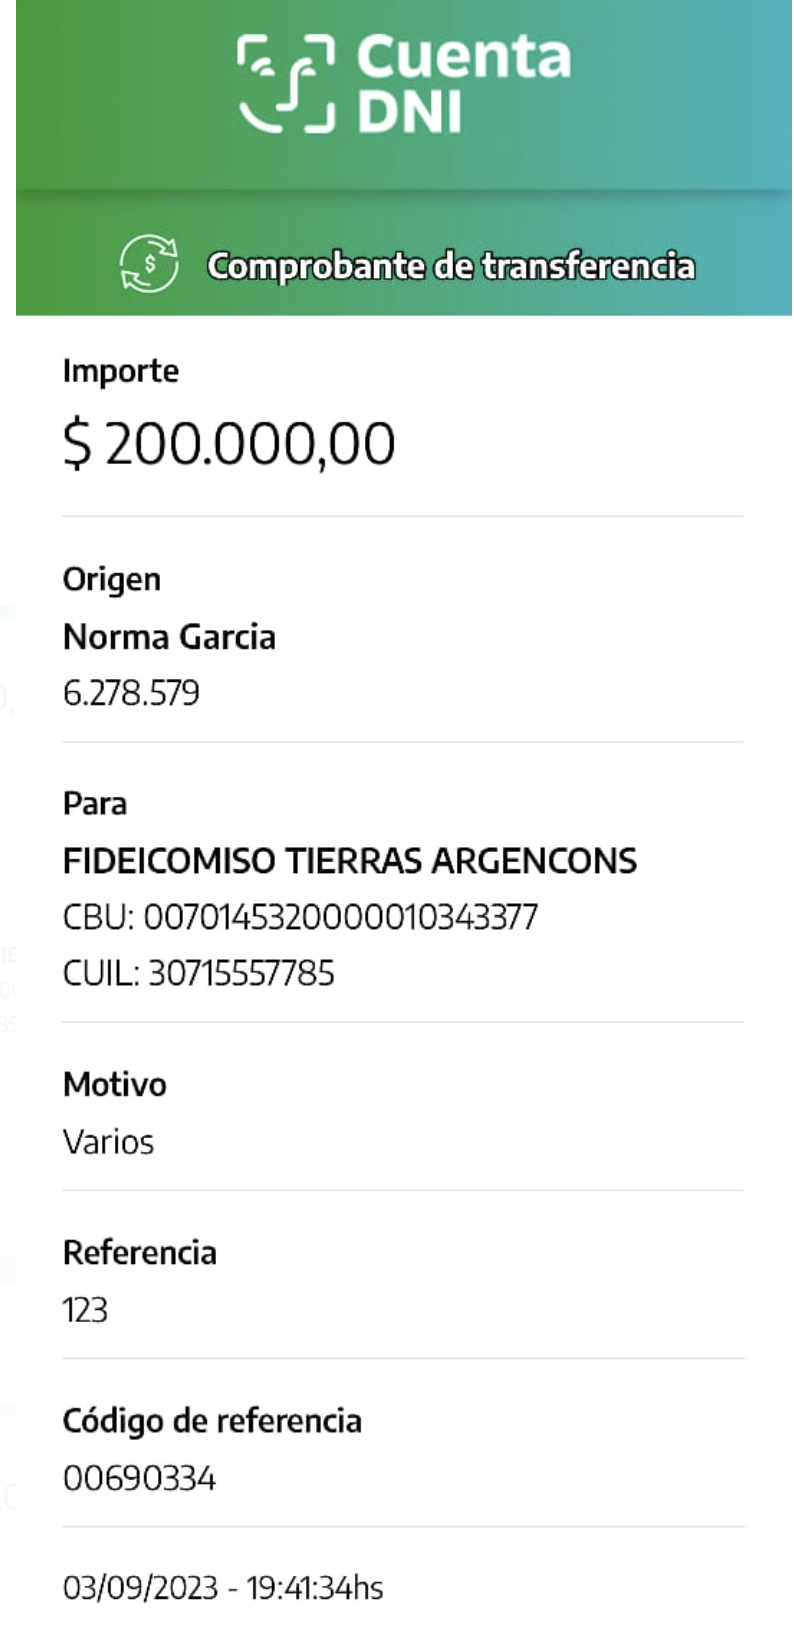 Cuenta
DNI
Comprobante de transferencia
Importe
$ 200.000,00
Origen
Norma Garcia
6.278.579
Para
FIDEICOMISO TIERRAS ARGENCONS
CBU: 0070145320000010343377
CUIL: 30715557785
Motivo
Varios
Referencia
123
Código de referencia
00690334
03/09/2023 - 19:41:34hs